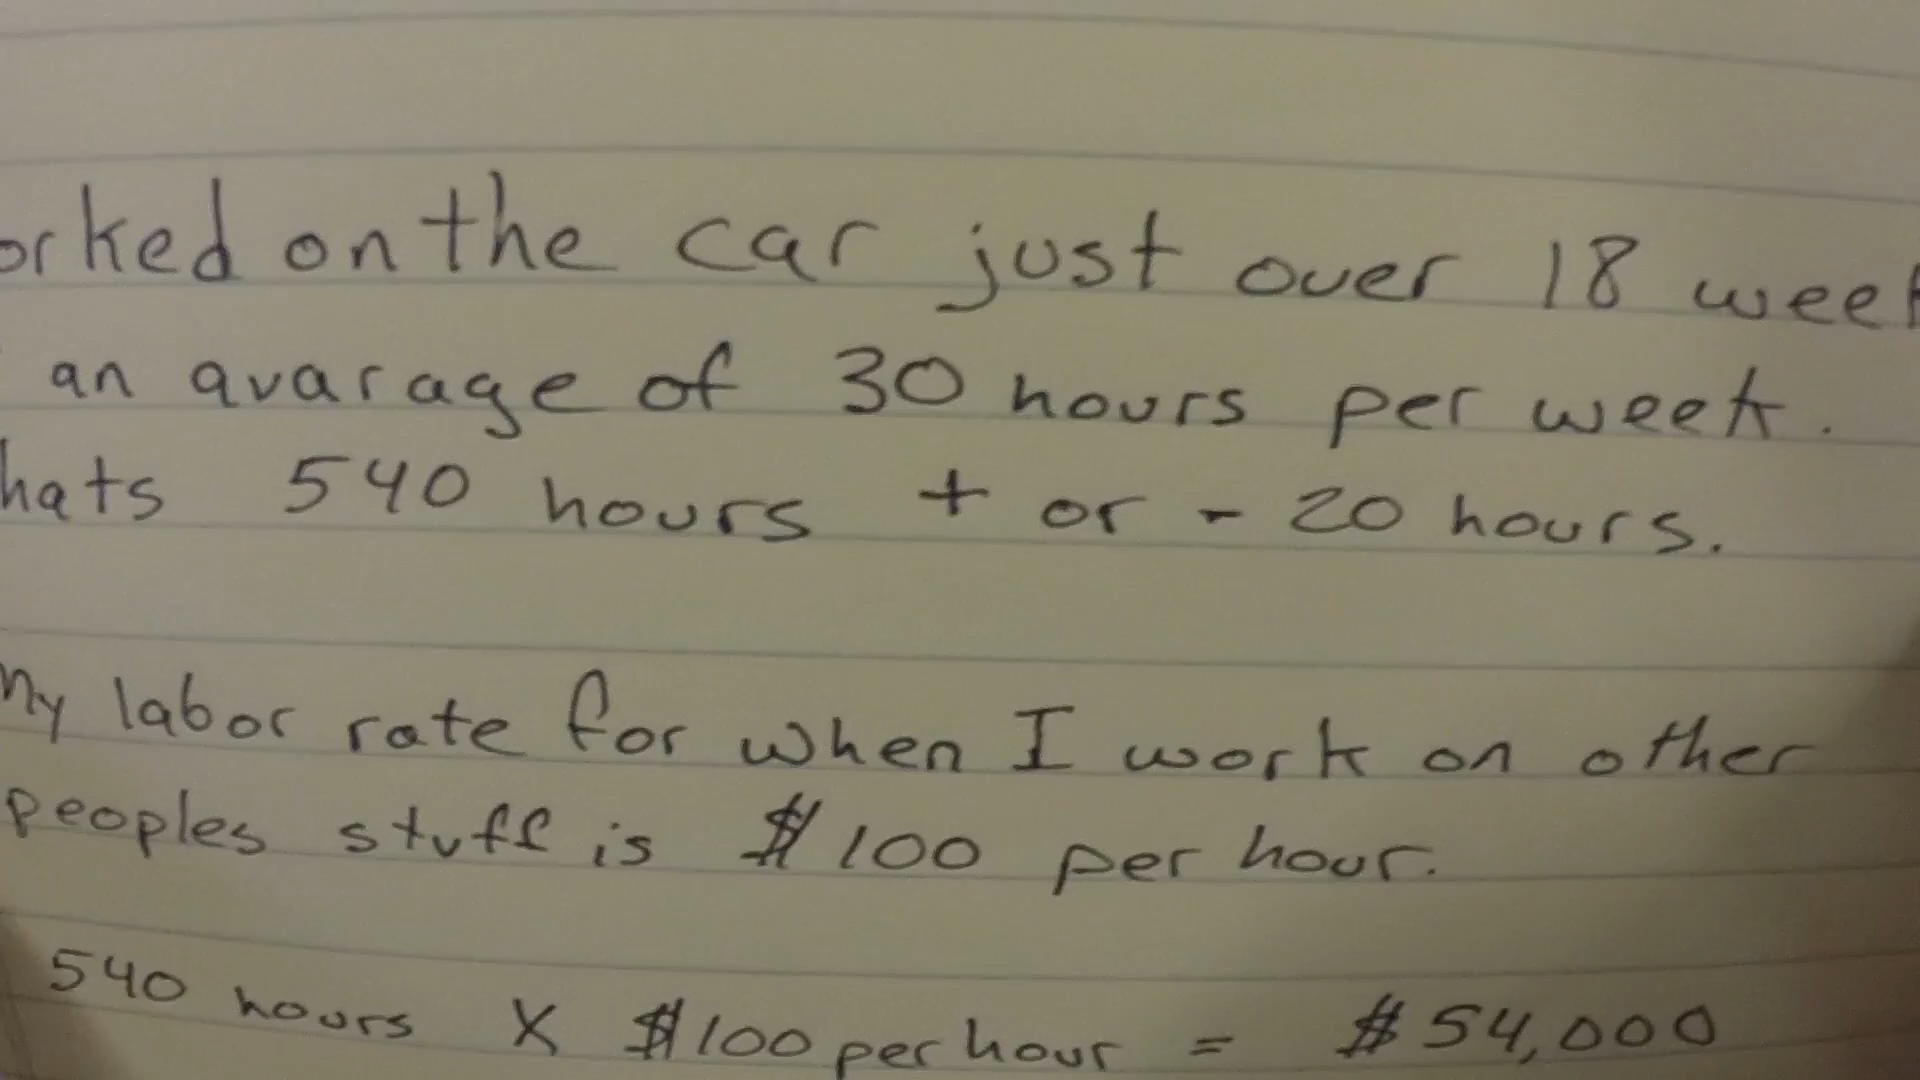 orked on the car just over 18 week
an avarage of 30 hours per week.
hats 540 hours + or - 20 hours.
My labor rate for when I work on other
peoples stuff is $100 per hour.
540 hours X $100 per hour = $54,000